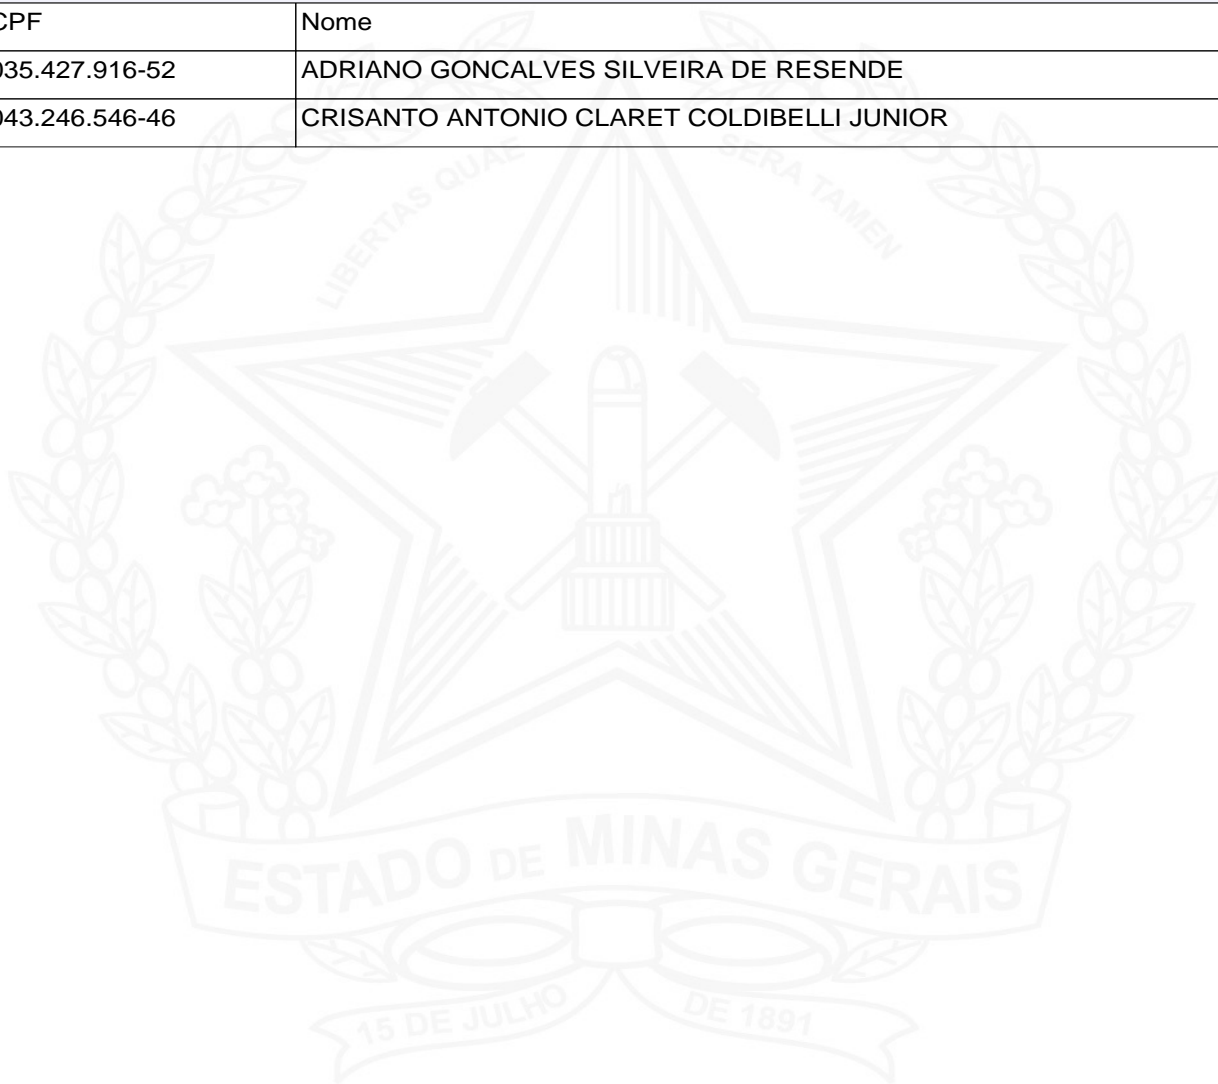 CPF Nome
035.427.916-52 ADRIANO GONCALVES SILVEIRA DE RESENDE
043.246.546-46 CRISANTO ANTONIO CLARET COLDIBELLI JUNIOR
LIBERTAS QUAE SERA TAMEN
ESTADO DE MINAS GERAIS
15 DE JULHO DE 1891